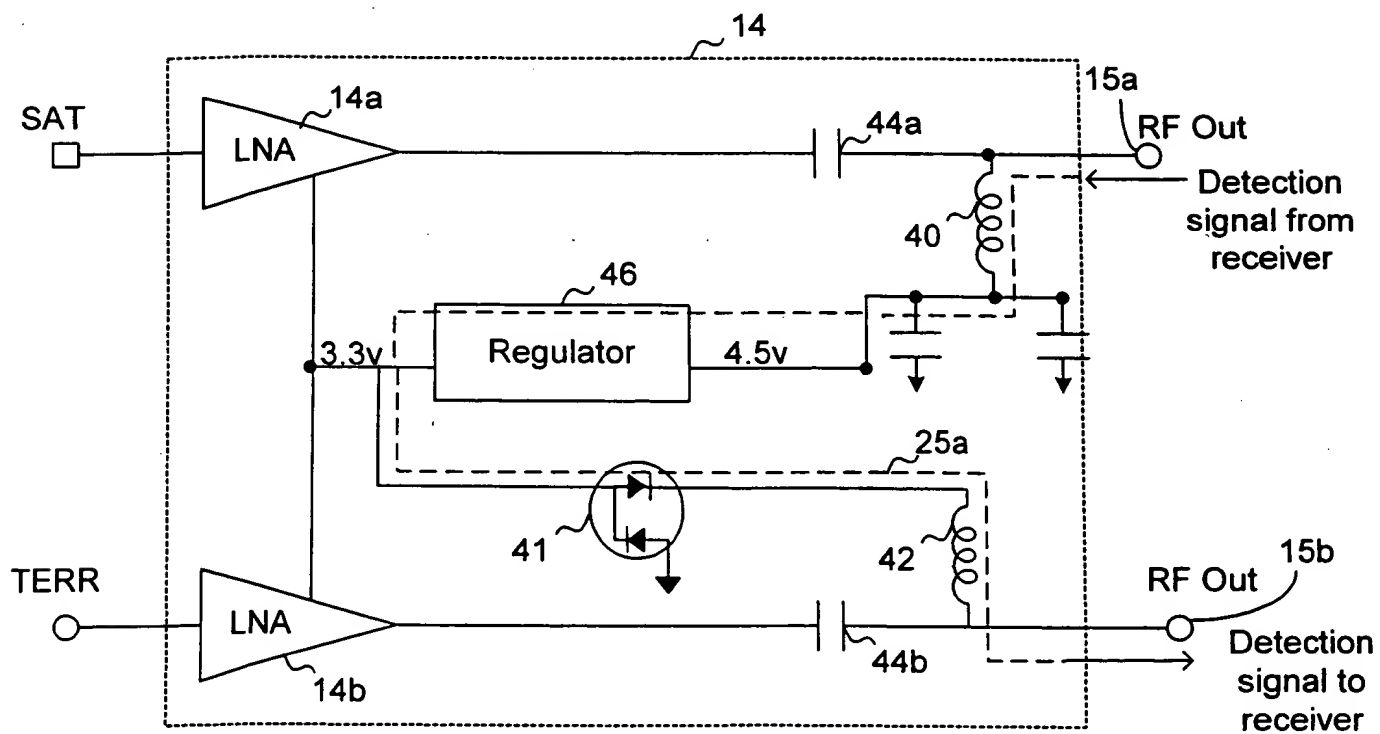 14
SAT
14a
LNA
44a
15a
RF Out
Detection
signal from
receiver
40
46
3.3v
Regulator
4.5v
25a
41
42
TERR
LNA
14b
44b
RF Out
15b
Detection
signal to
receiver